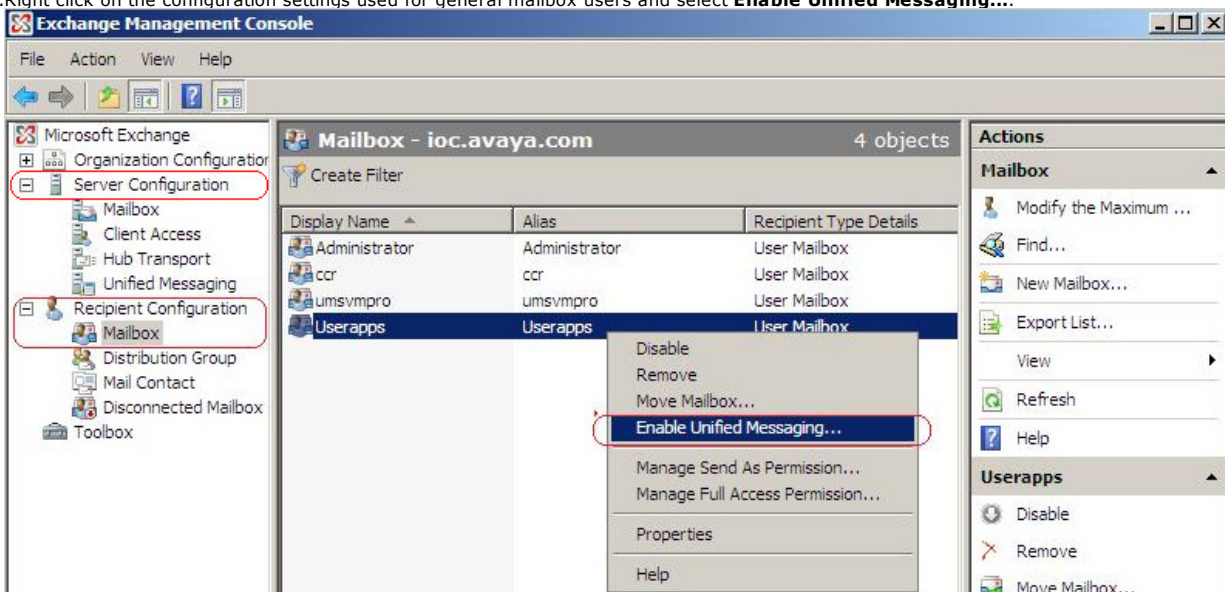 .Right click on the configuration settings used for general mailbox users and select Enable Unified Messaging....
Exchange Management Console
File Action View Help
Microsoft Exchange
Organization Configuration
Server Configuration
Mailbox
Client Access
Hub Transport
Unified Messaging
Recipient Configuration
Mailbox
Distribution Group
Mail Contact
Disconnected Mailbox
Toolbox
Mailbox - ioc.avaya.com 4 objects
Create Filter
Display Name Alias Recipient Type Details
Administrator Administrator User Mailbox
ccr ccr User Mailbox
umsvmpro umsvmpro User Mailbox
Userapps Userapps User Mailbox
Disable
Remove
Move Mailbox...
Enable Unified Messaging...
Manage Send As Permission...
Manage Full Access Permission...
Properties
Help
Actions
Mailbox
Modify the Maximum ...
Find...
New Mailbox...
Export List...
View
Refresh
Help
Userapps
Disable
Remove
Move Mailbox...